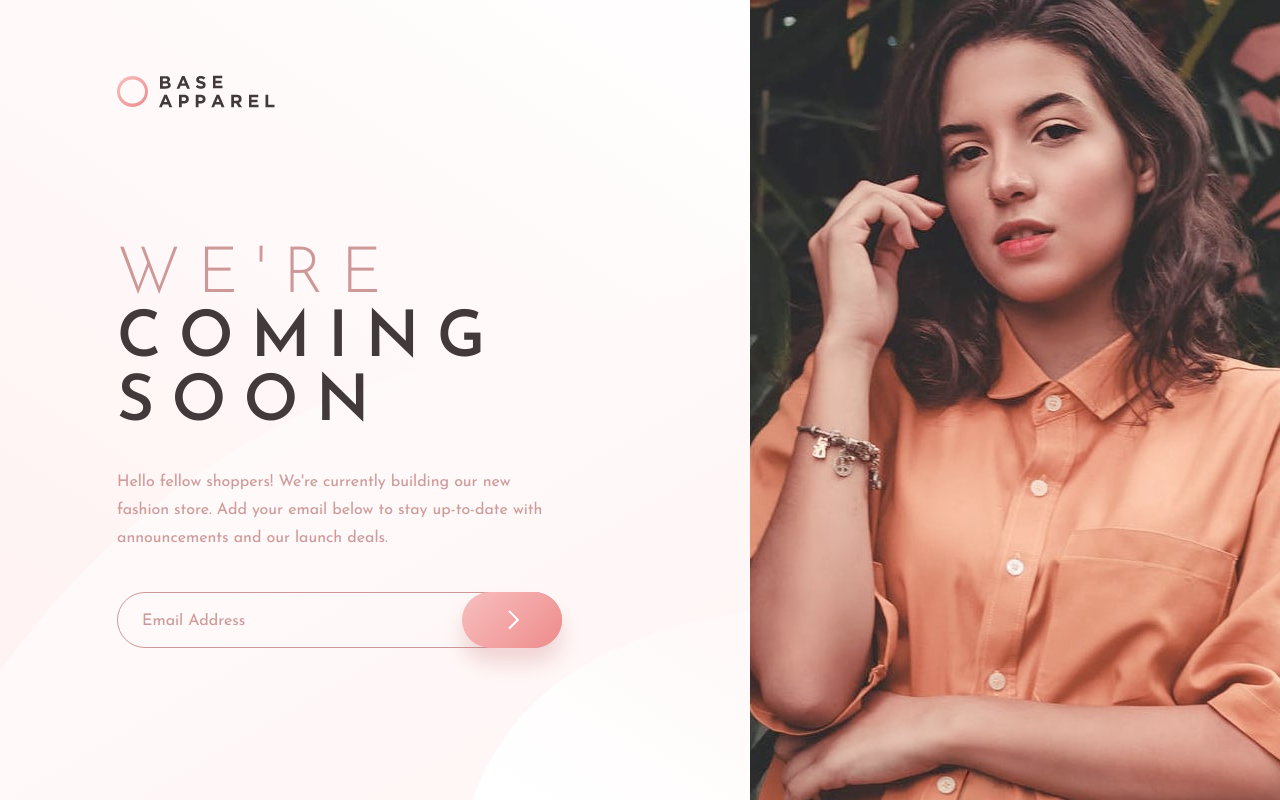 BASE
APPAREL
WE'RE
COMING
SOON
Hello fellow shoppers! We're currently building our new
fashion store. Add your email below to stay up-to-date with
announcements and our launch deals.
Email Address